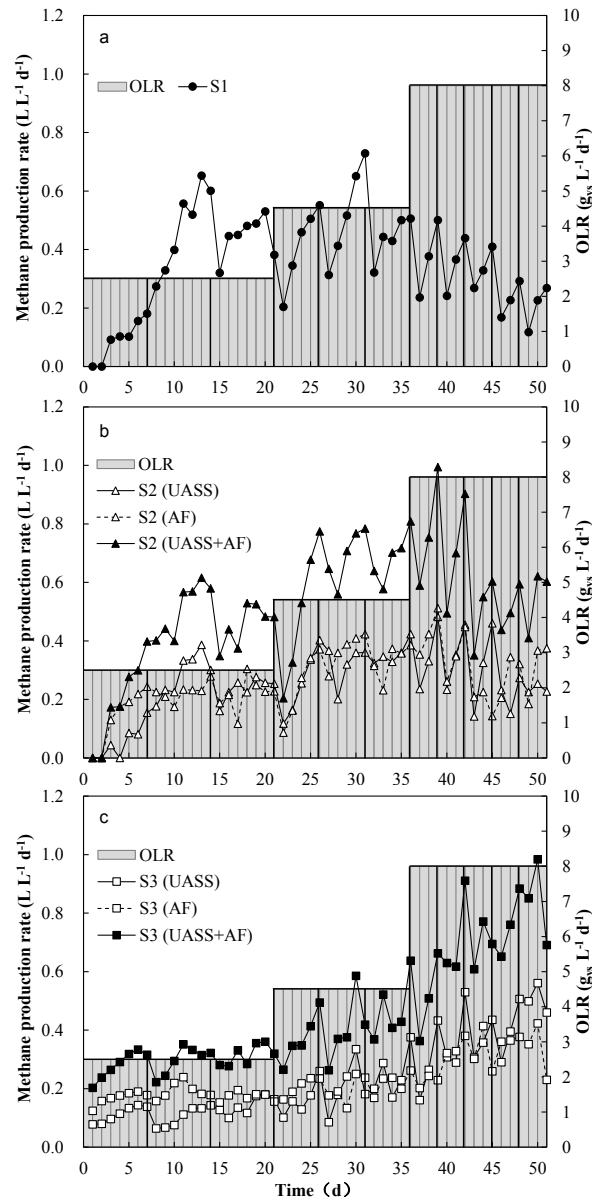 a
OLR
S1
Methane production rate (L L⁻¹ d⁻¹)
1.2
1.0
0.8
0.6
0.4
0.2
0.0
10
9
8
7
6
5
4
3
2
1
0
OLR (gvs L⁻¹ d⁻¹)
0 5 10 15 20 25 30 35 40 45 50
b
OLR
S2 (UASS)
S2 (AF)
S2 (UASS+AF)
Methane production rate (L L⁻¹ d⁻¹)
1.2
1.0
0.8
0.6
0.4
0.2
0.0
10
9
8
7
6
5
4
3
2
1
0
OLR (gvs L⁻¹ d⁻¹)
0 5 10 15 20 25 30 35 40 45 50
c
OLR
S3 (UASS)
S3 (AF)
S3 (UASS+AF)
Methane production rate (L L⁻¹ d⁻¹)
1.2
1.0
0.8
0.6
0.4
0.2
0.0
10
9
8
7
6
5
4
3
2
1
0
OLR (gvs L⁻¹ d⁻¹)
0 5 10 15 20 25 30 35 40 45 50
Time（d）